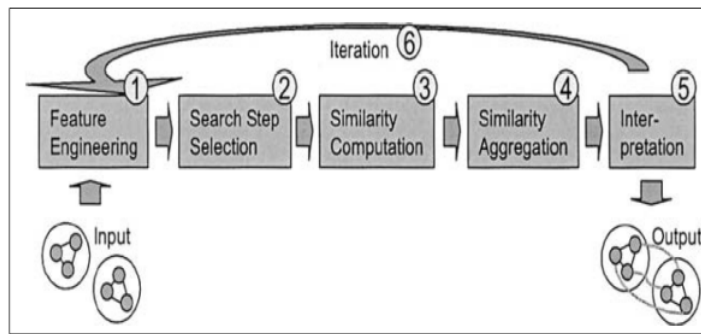 Iteration 6
1
Feature
Engineering
2
Search Step
Selection
3
Similarity
Computation
4
Similarity
Aggregation
5
Inter-
pretation
Input
Output